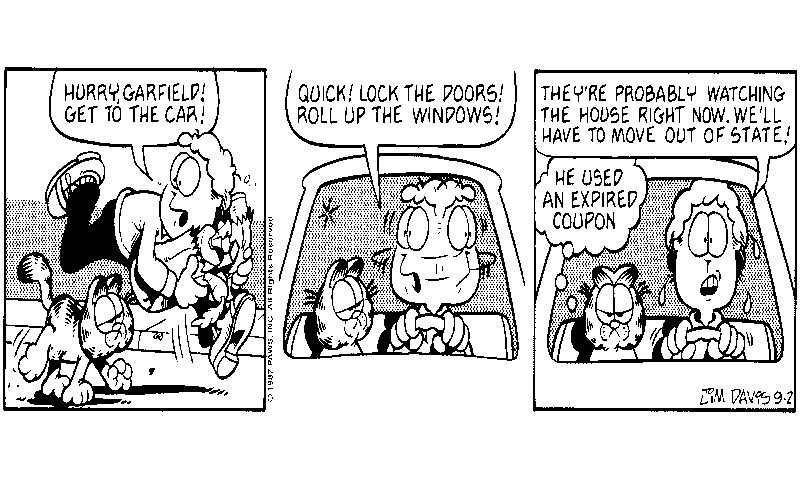 HURRY, GARFIELD!
GET TO THE CAR!
© 1987 PAWS, INC. All Rights Reserved
QUICK! LOCK THE DOORS!
ROLL UP THE WINDOWS!
THEY'RE PROBABLY WATCHING
THE HOUSE RIGHT NOW. WE'LL
HAVE TO MOVE OUT OF STATE!
HE USED
AN EXPIRED
COUPON
JIM DAVIS 9-2